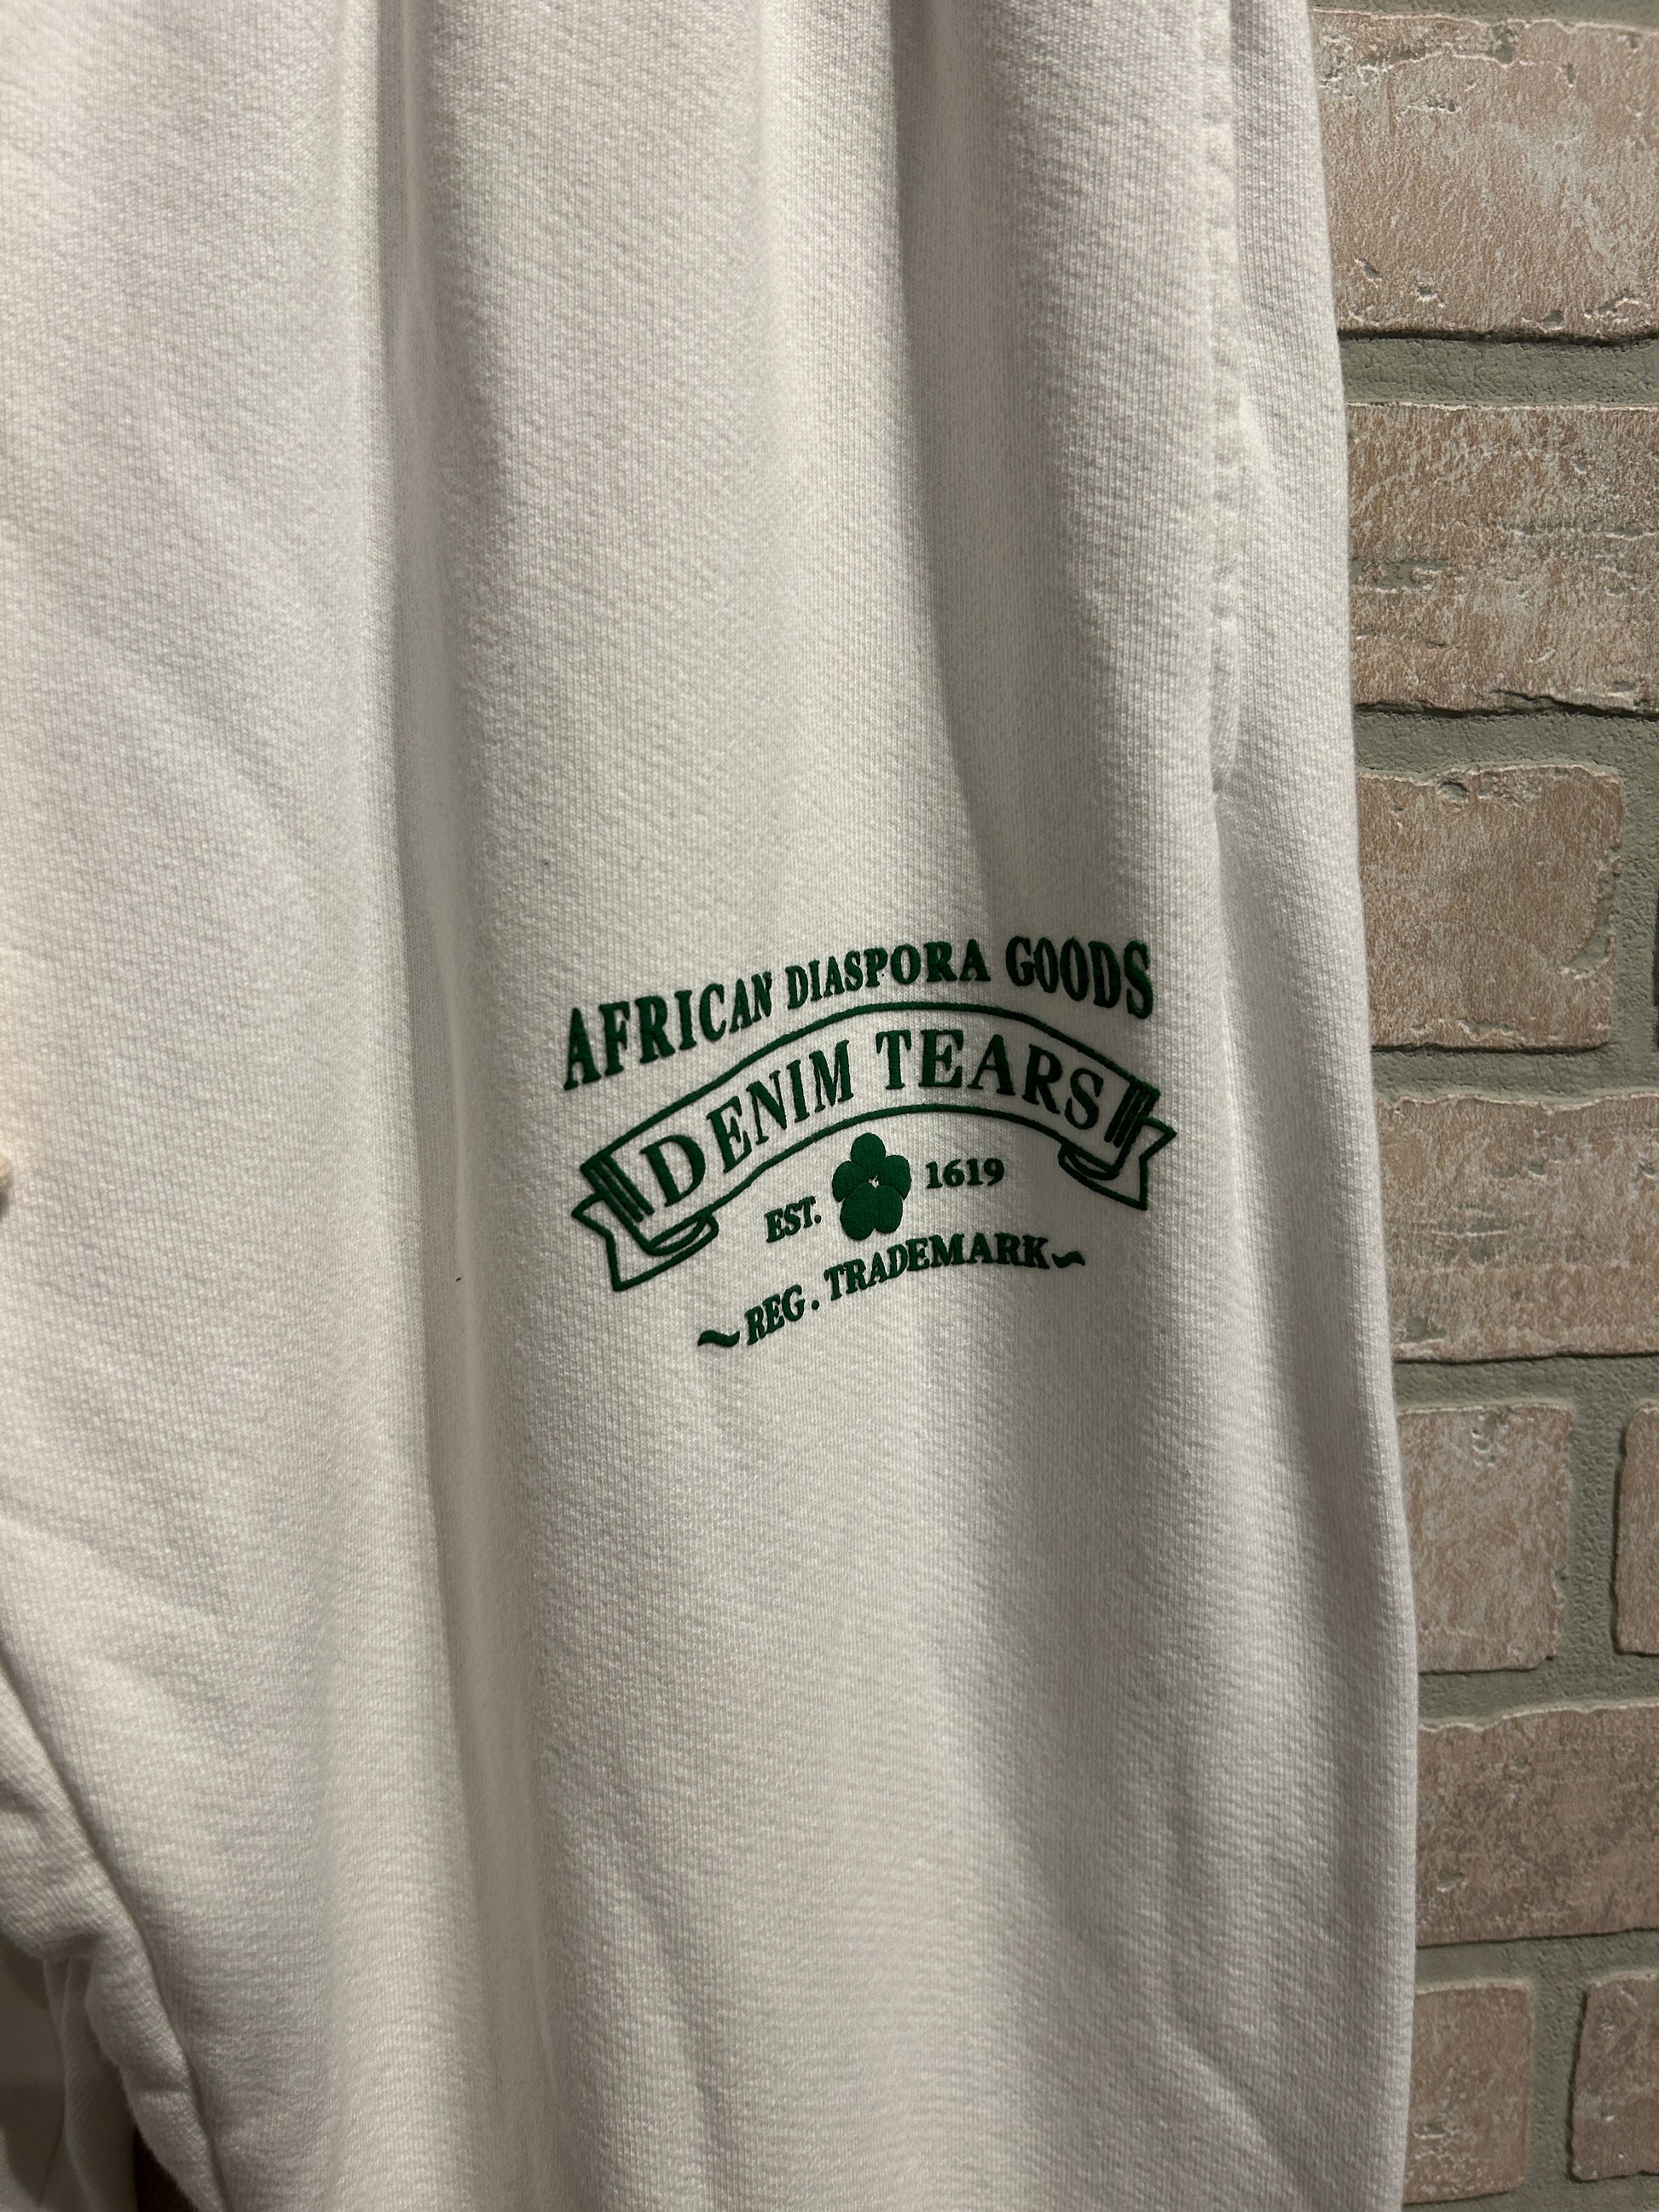 AFRICAN DIASPORA GOODS
DENIM TEARS
EST. 1619
~REG. TRADEMARK~